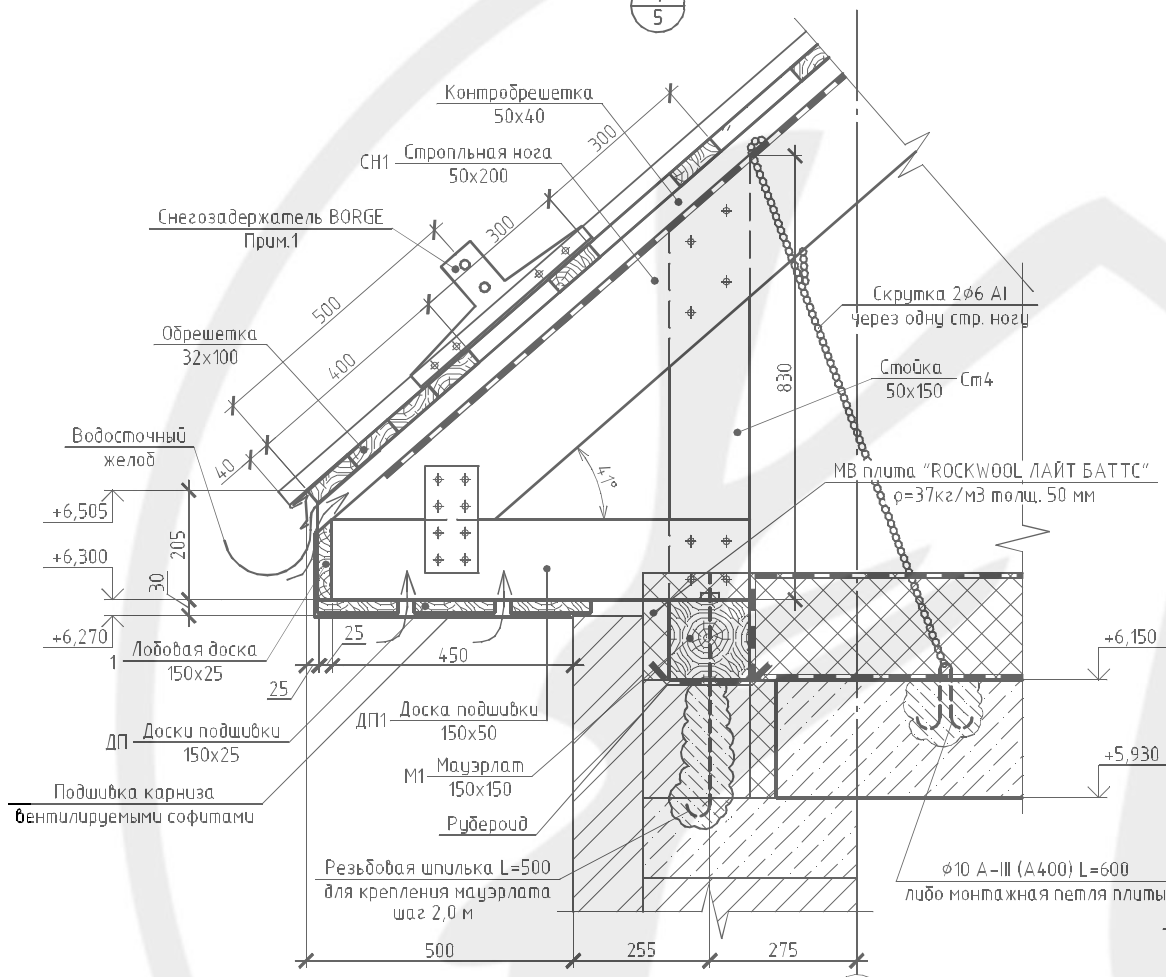 5
Контробрешетка
50х40
СН1
Стропльная нога
50х200
300
Снегозадержатель BORGE
Прим.1
300
500
Скрутка 2ø6 АI
через одну стр. ногу
Обрешетка
32х100
400
Стойка
50х150
Ст4
830
Водосточный
желоб
40
41°
МВ плита "ROCKWOOL ЛАЙТ БАТТС"
ρ=37кг/м3 толщ. 50 мм
+6,505
205
+6,300
30
+6,270
25
+6,150
1
Лобовая доска
150х25
450
25
ДП1
Доска подшивки
150х50
ДП
Доски подшивки
150х25
+5,930
М1
Мауэрлат
150х150
Подшивка карниза
вентилируемыми софитами
Рубероид
Резьбовая шпилька L=500
для крепления мауэрлата
шаг 2,0 м
ø10 А-III (А400) L=600
либо монтажная петля плиты
500
255
275